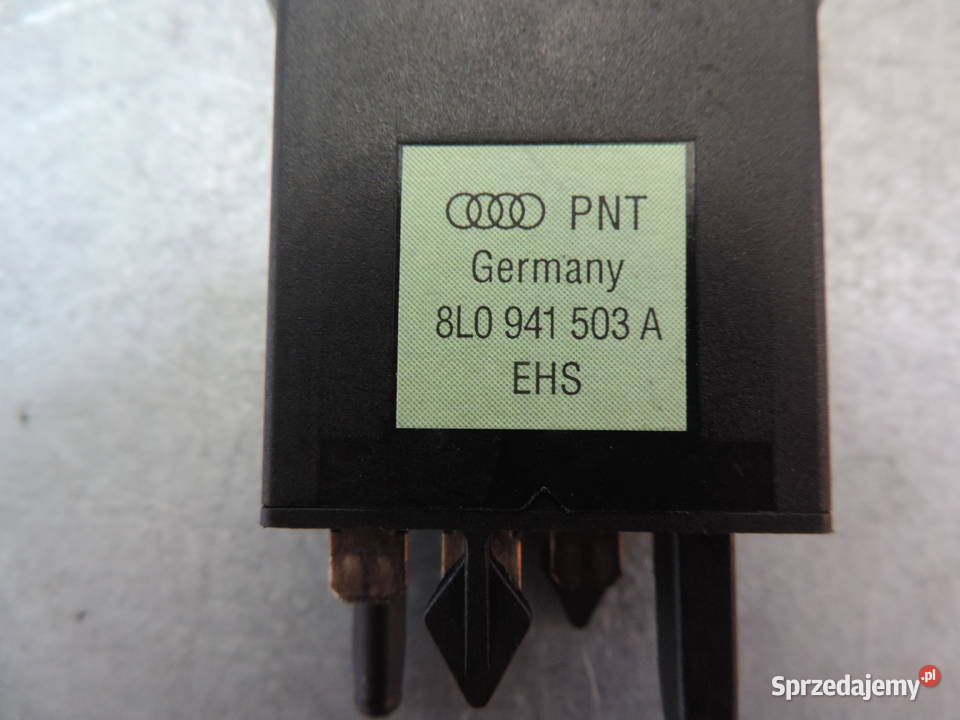 PNT
Germany
8L0 941 503 A
EHS
Sprzedajemy.pl